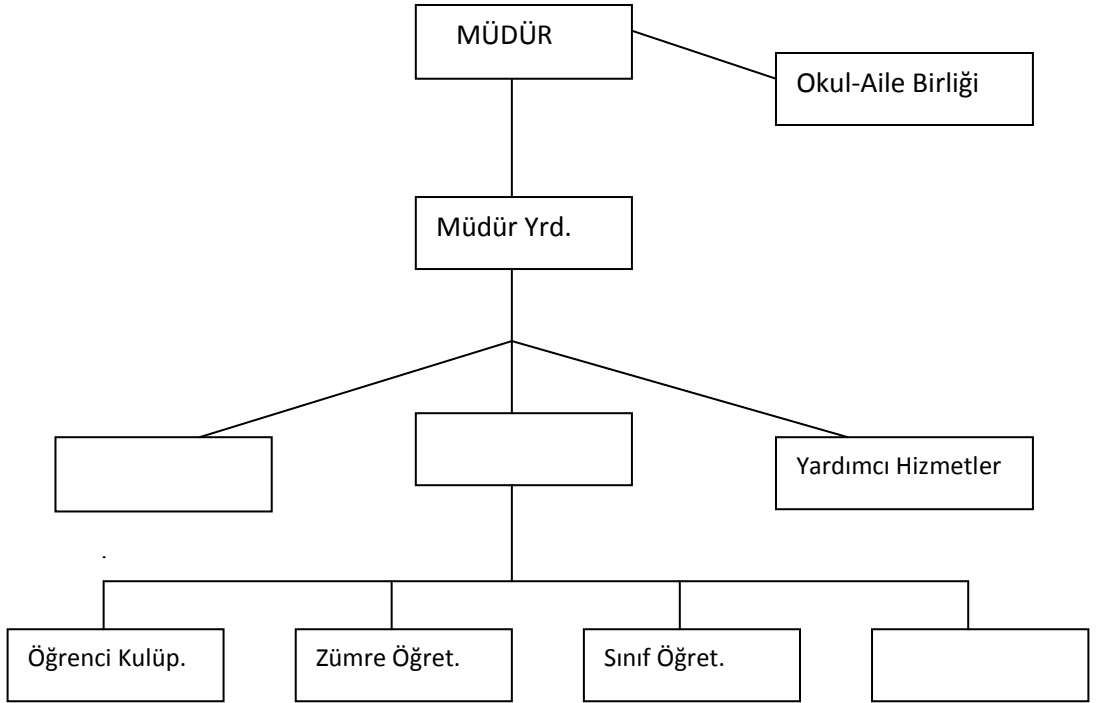 MÜDÜR
Okul-Aile Birliği
Müdür Yrd.
Yardımcı Hizmetler
.
Öğrenci Kulüp.
Zümre Öğret.
Sınıf Öğret.